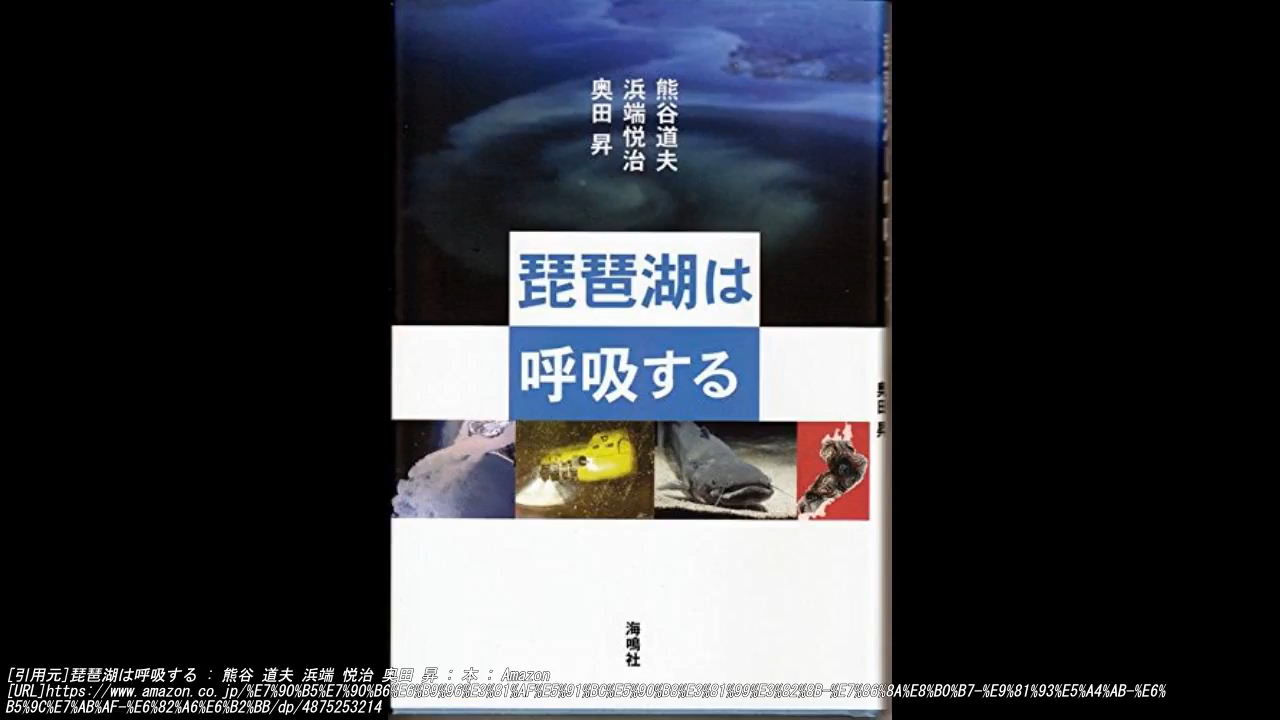 熊谷道夫
浜端悦治
奥田 昇
琵琶湖は
呼吸する
奥田 昇
海鳴社
[引用元]琵琶湖は呼吸する : 熊谷 道夫 浜端 悦治 奥田 昇 : 本 : Amazon
[URL]https://www.amazon.co.jp/%E7%90%B5%E7%90%B6%E6%B9%96%E3%81%AF%E5%91%BC%E5%90%B8%E3%81%99%E3%82%8B-%E7%86%8A%E8%B0%B7-%E9%81%93%E5%A4%AB-%E6%
B5%9C%E7%AB%AF-%E6%82%A6%E6%B2%BB/dp/4875253214